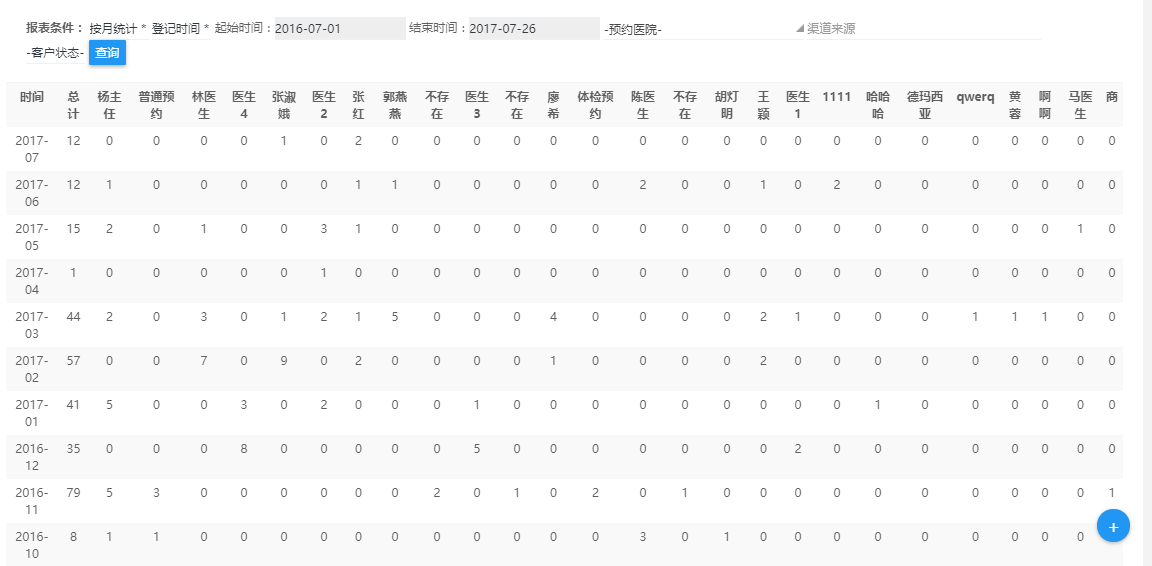 报表条件： 按月统计 * 登记时间 * 起始时间：2016-07-01 结束时间：2017-07-26 -预约医院- 渠道来源
-客户状态- 查询
时间 总计 杨主任 普通预约 林医生 医生4 张淑娥 医生2 张红 郭燕燕 不存在 医生3 不存在 廖希 体检预约 陈医生 不存在 胡灯明 王颖 医生1 1111 哈哈哈 德玛西亚 qwerq 黄蓉 啊啊 马医生 商
2017-07 12 0 0 0 0 1 0 2 0 0 0 0 0 0 0 0 0 0 0 0 0 0 0 0 0 0 0
2017-06 12 1 0 0 0 0 0 1 1 0 0 0 0 0 2 0 0 1 0 2 0 0 0 0 0 0 0
2017-05 15 2 0 1 0 0 3 1 0 0 0 0 0 0 0 0 0 0 0 0 0 0 0 0 0 1 0
2017-04 1 0 0 0 0 0 1 0 0 0 0 0 0 0 0 0 0 0 0 0 0 0 0 0 0 0 0
2017-03 44 2 0 3 0 1 2 1 5 0 0 0 4 0 0 0 0 2 1 0 0 0 1 1 1 0 0
2017-02 57 0 0 7 0 9 0 2 0 0 0 0 1 0 0 0 0 2 0 0 0 0 0 0 0 0 0
2017-01 41 5 0 0 3 0 2 0 0 0 1 0 0 0 0 0 0 0 0 0 1 0 0 0 0 0 0
2016-12 35 0 0 0 8 0 0 0 0 0 5 0 0 0 0 0 0 0 2 0 0 0 0 0 0 0 0
2016-11 79 5 3 0 0 0 0 0 0 2 0 1 0 2 0 1 0 0 0 0 0 0 0 0 0 0 1
2016-10 8 1 1 0 0 0 0 0 0 0 0 0 0 0 3 0 1 0 0 0 0 0 0 0 0 0 0
+